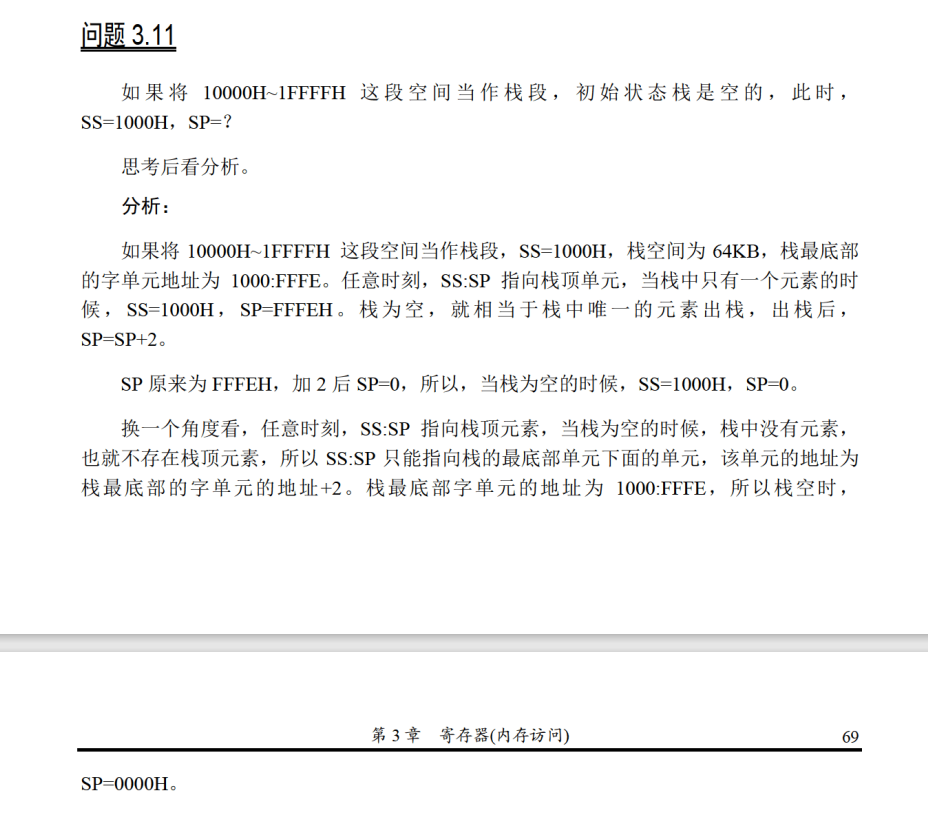 问题 3.11
如果将 10000H~1FFFFH 这段空间当作栈段，初始状态栈是空的，此时，
SS=1000H，SP=？
思考后看分析。
分析：
如果将 10000H~1FFFFH 这段空间当作栈段，SS=1000H，栈空间为 64KB，栈最底部
的字单元地址为 1000:FFFE。任意时刻，SS:SP 指向栈顶单元，当栈中只有一个元素的时
候，SS=1000H，SP=FFFEH。栈为空，就相当于栈中唯一的元素出栈，出栈后，
SP=SP+2。
SP 原来为 FFFEH，加 2 后 SP=0，所以，当栈为空的时候，SS=1000H，SP=0。
换一个角度看，任意时刻，SS:SP 指向栈顶元素，当栈为空的时候，栈中没有元素，
也就不存在栈顶元素，所以 SS:SP 只能指向栈的最底部单元下面的单元，该单元的地址为
栈最底部的字单元的地址+2。栈最底部字单元的地址为 1000:FFFE，所以栈空时，
第 3 章 寄存器(内存访问) 69
SP=0000H。